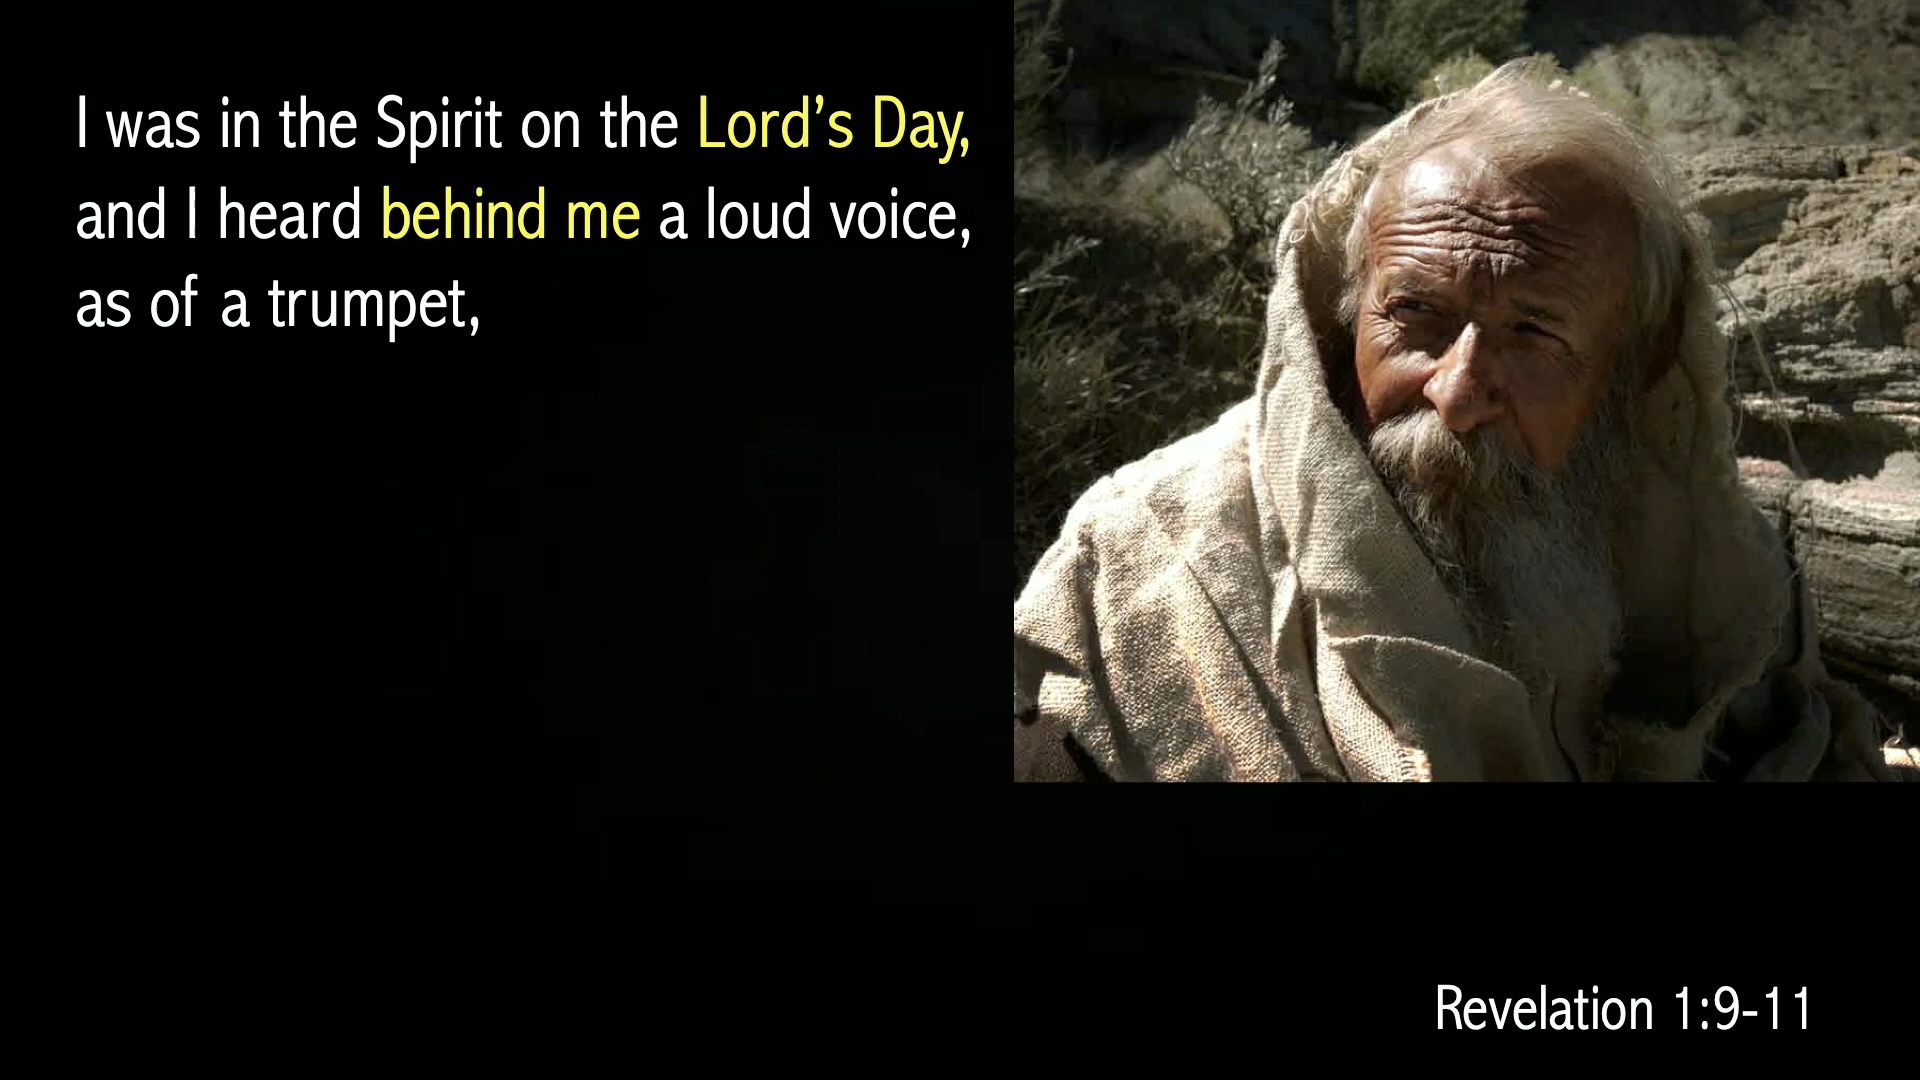 I was in the Spirit on the Lord’s Day,
and I heard behind me a loud voice,
as of a trumpet,
Revelation 1:9-11